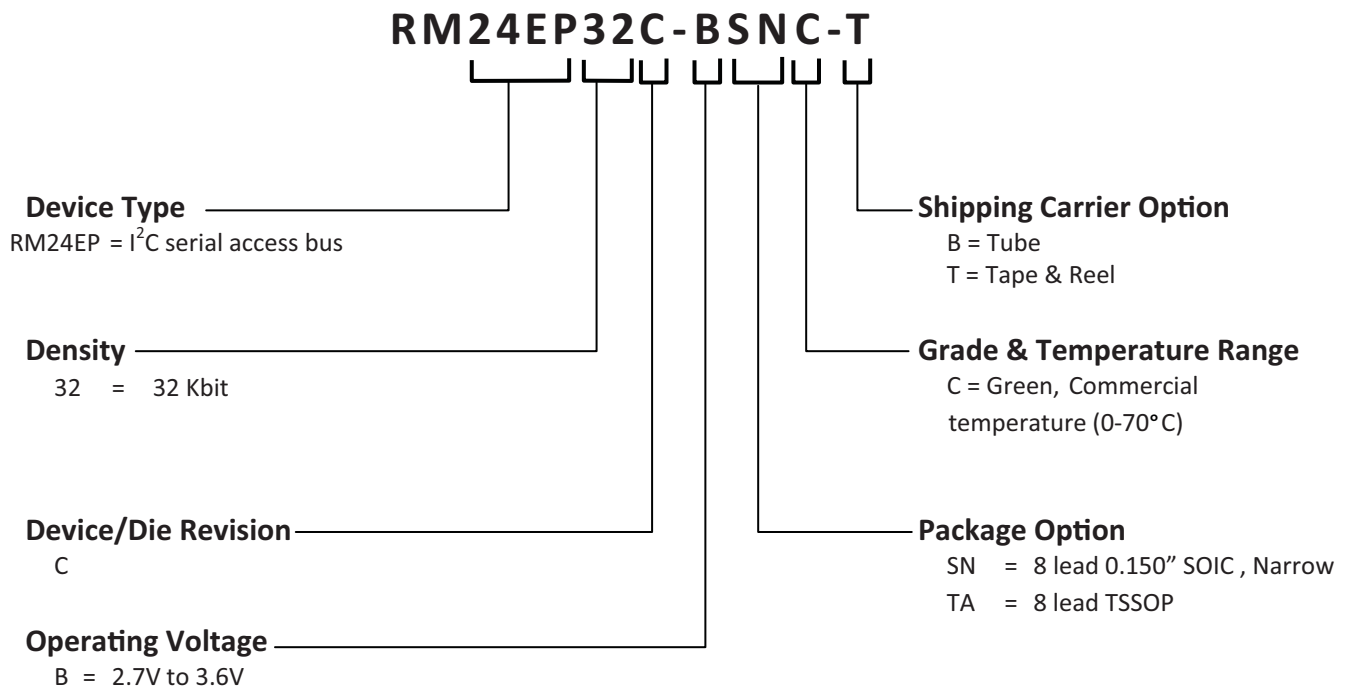 RM24EP32C-BSNC-T
Device Type
RM24EP = I²C serial access bus
Density
32 = 32 Kbit
Device/Die Revision
C
Operating Voltage
B = 2.7V to 3.6V
Shipping Carrier Option
B = Tube
T = Tape & Reel
Grade & Temperature Range
C = Green, Commercial
temperature (0-70°C)
Package Option
SN = 8 lead 0.150” SOIC , Narrow
TA = 8 lead TSSOP